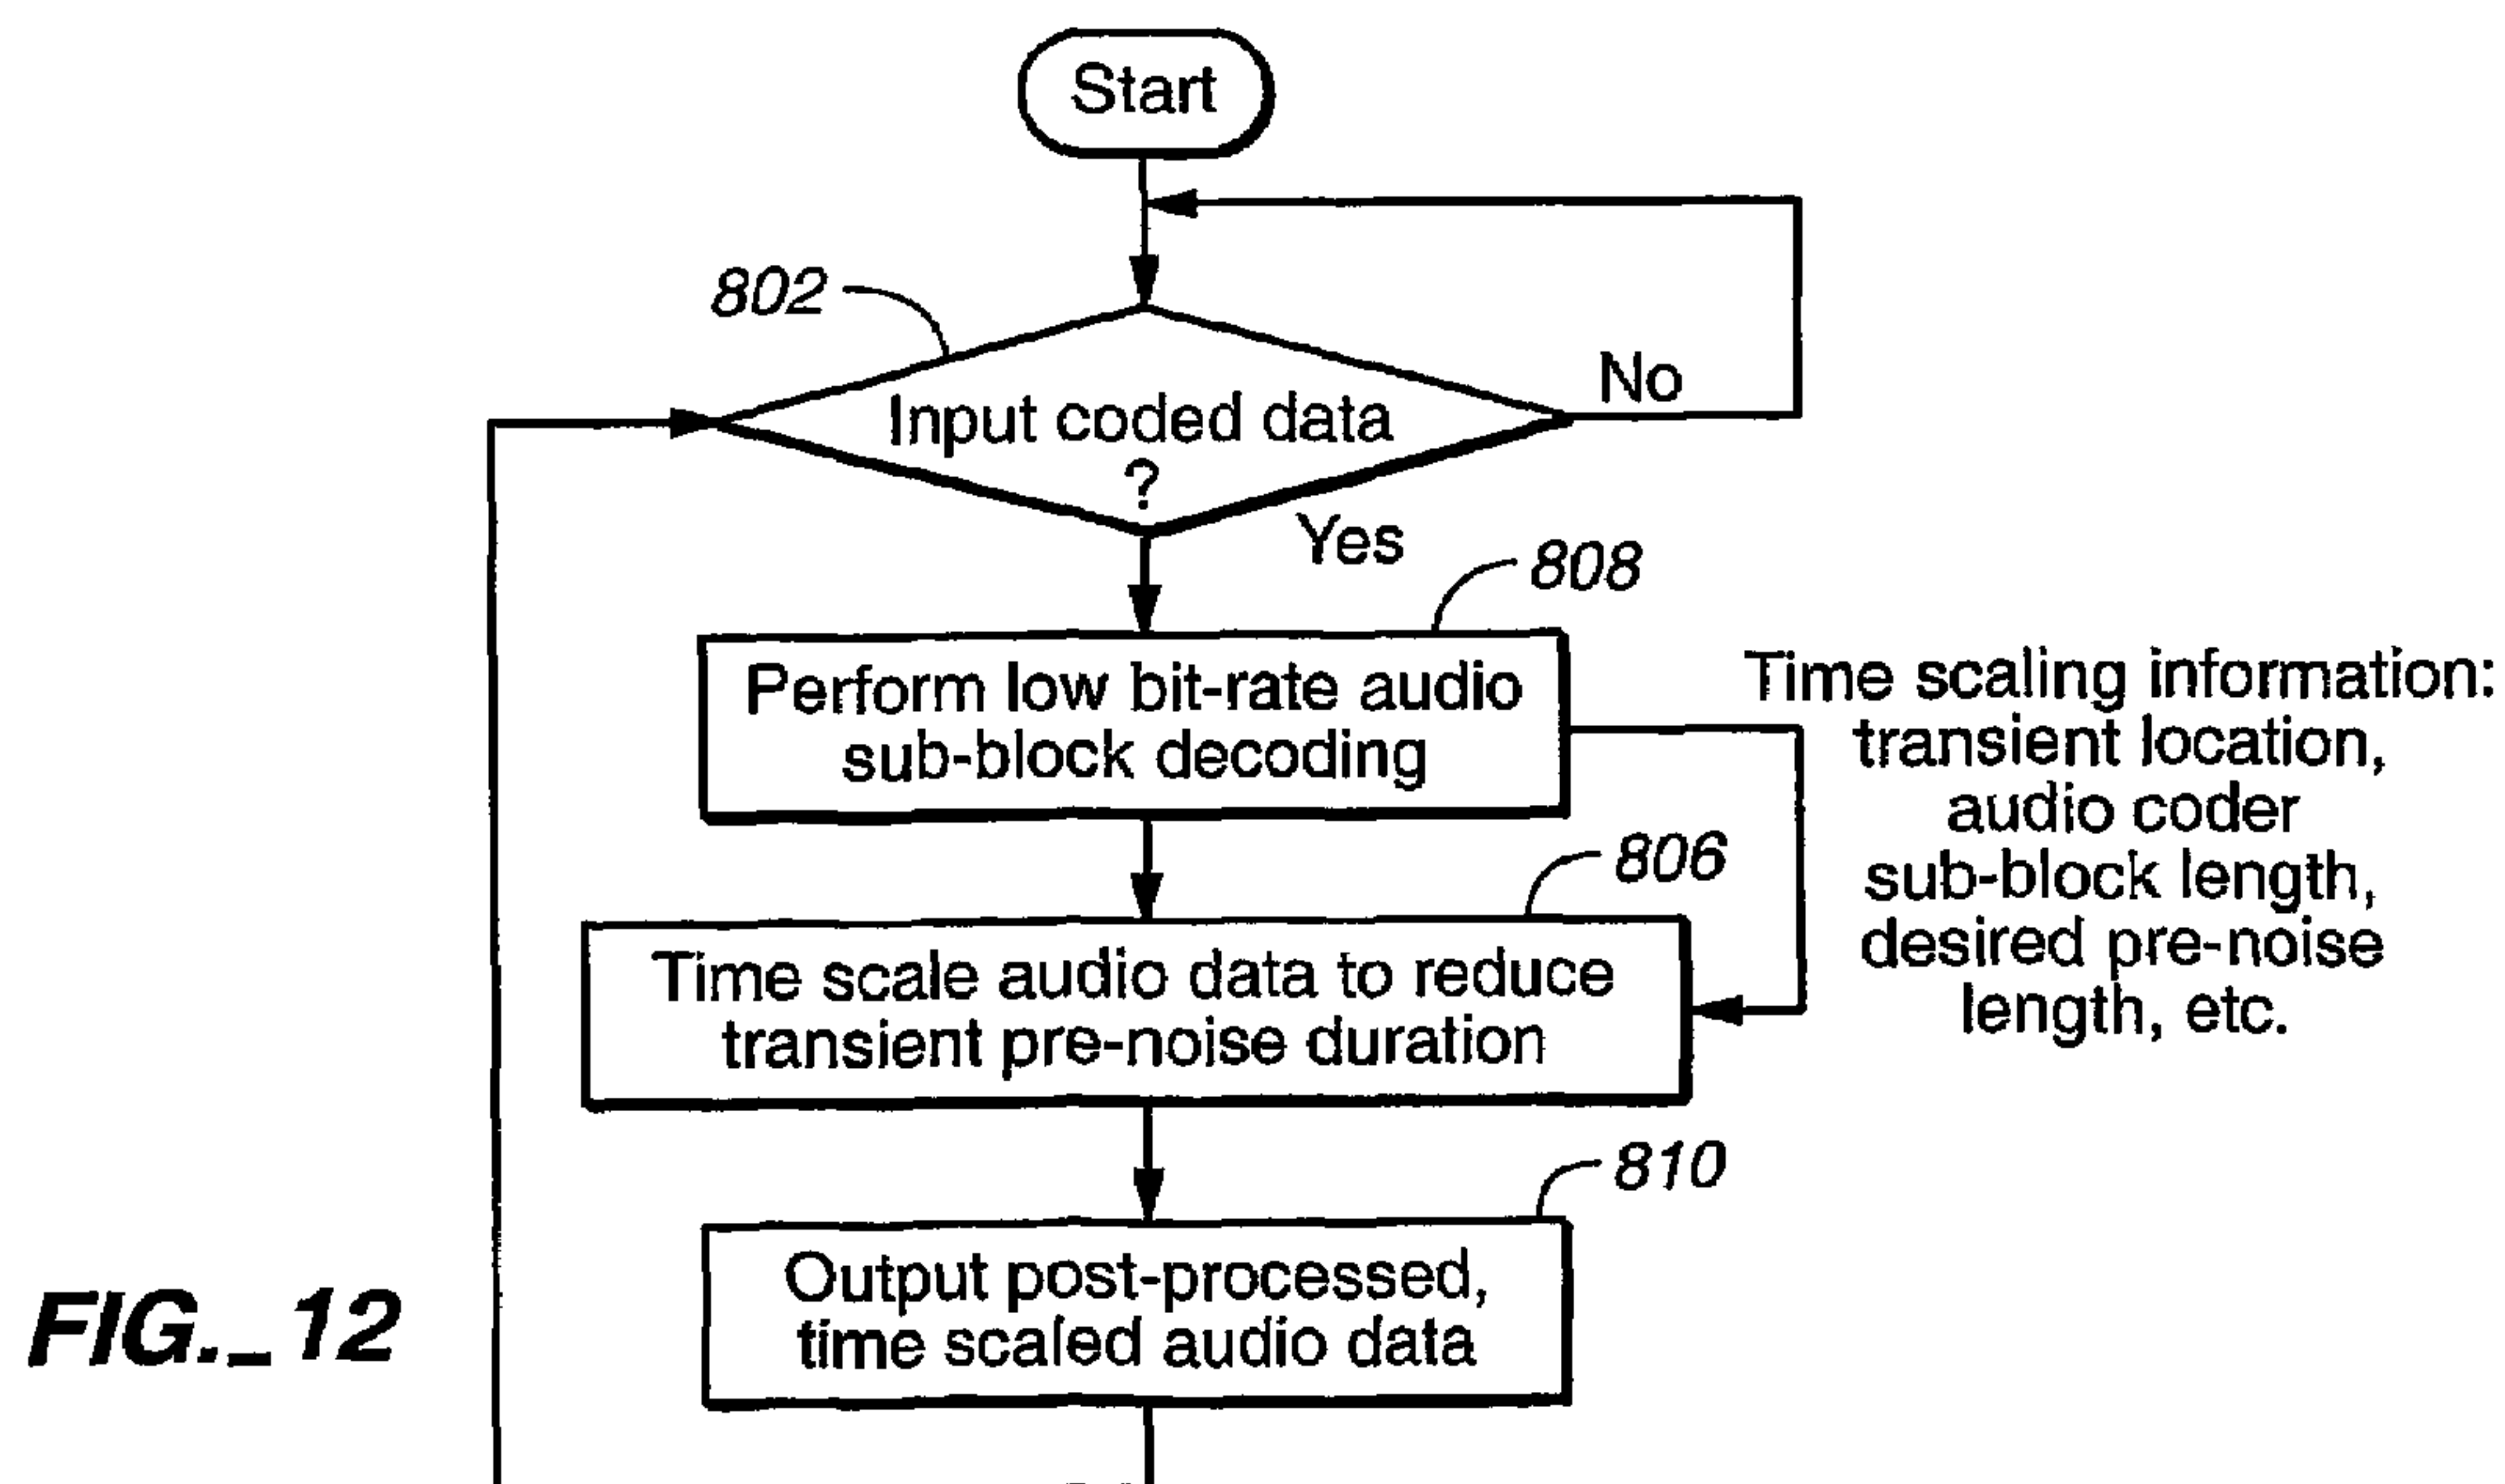 Start
802
No
Input coded data
?
Yes
808
Perform low bit-rate audio
sub-block decoding
Time scaling information:
transient location,
audio coder
sub-block length,
desired pre-noise
length, etc.
806
Time scale audio data to reduce
transient pre-noise duration
810
Output post-processed,
time scaled audio data
FIG._12